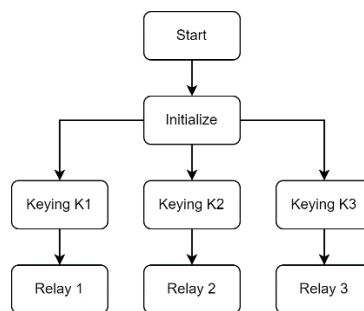 Start
Initialize
Keying K1
Keying K2
Keying K3
Relay 1
Relay 2
Relay 3